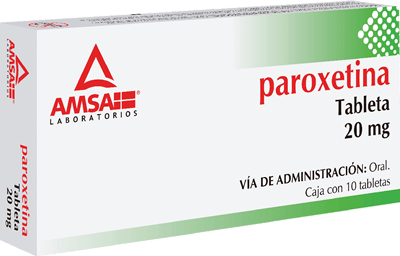 AMSA
LABORATORIOS
paroxetina
Tableta
20 mg
VÍA DE ADMINISTRACIÓN: Oral.
Caja con 10 tabletas
paroxetina
Tableta
20 mg